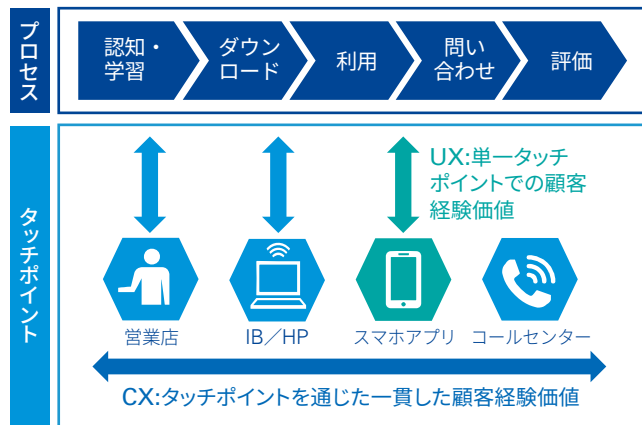 プロセス
認知・
学習
ダウン
ロード
利用
問い
合わせ
評価
タッチポイント
UX:単一タッチ
ポイントでの顧客
経験価値
営業店
IB／HP
スマホアプリ
コールセンター
CX:タッチポイントを通じた一貫した顧客経験価値